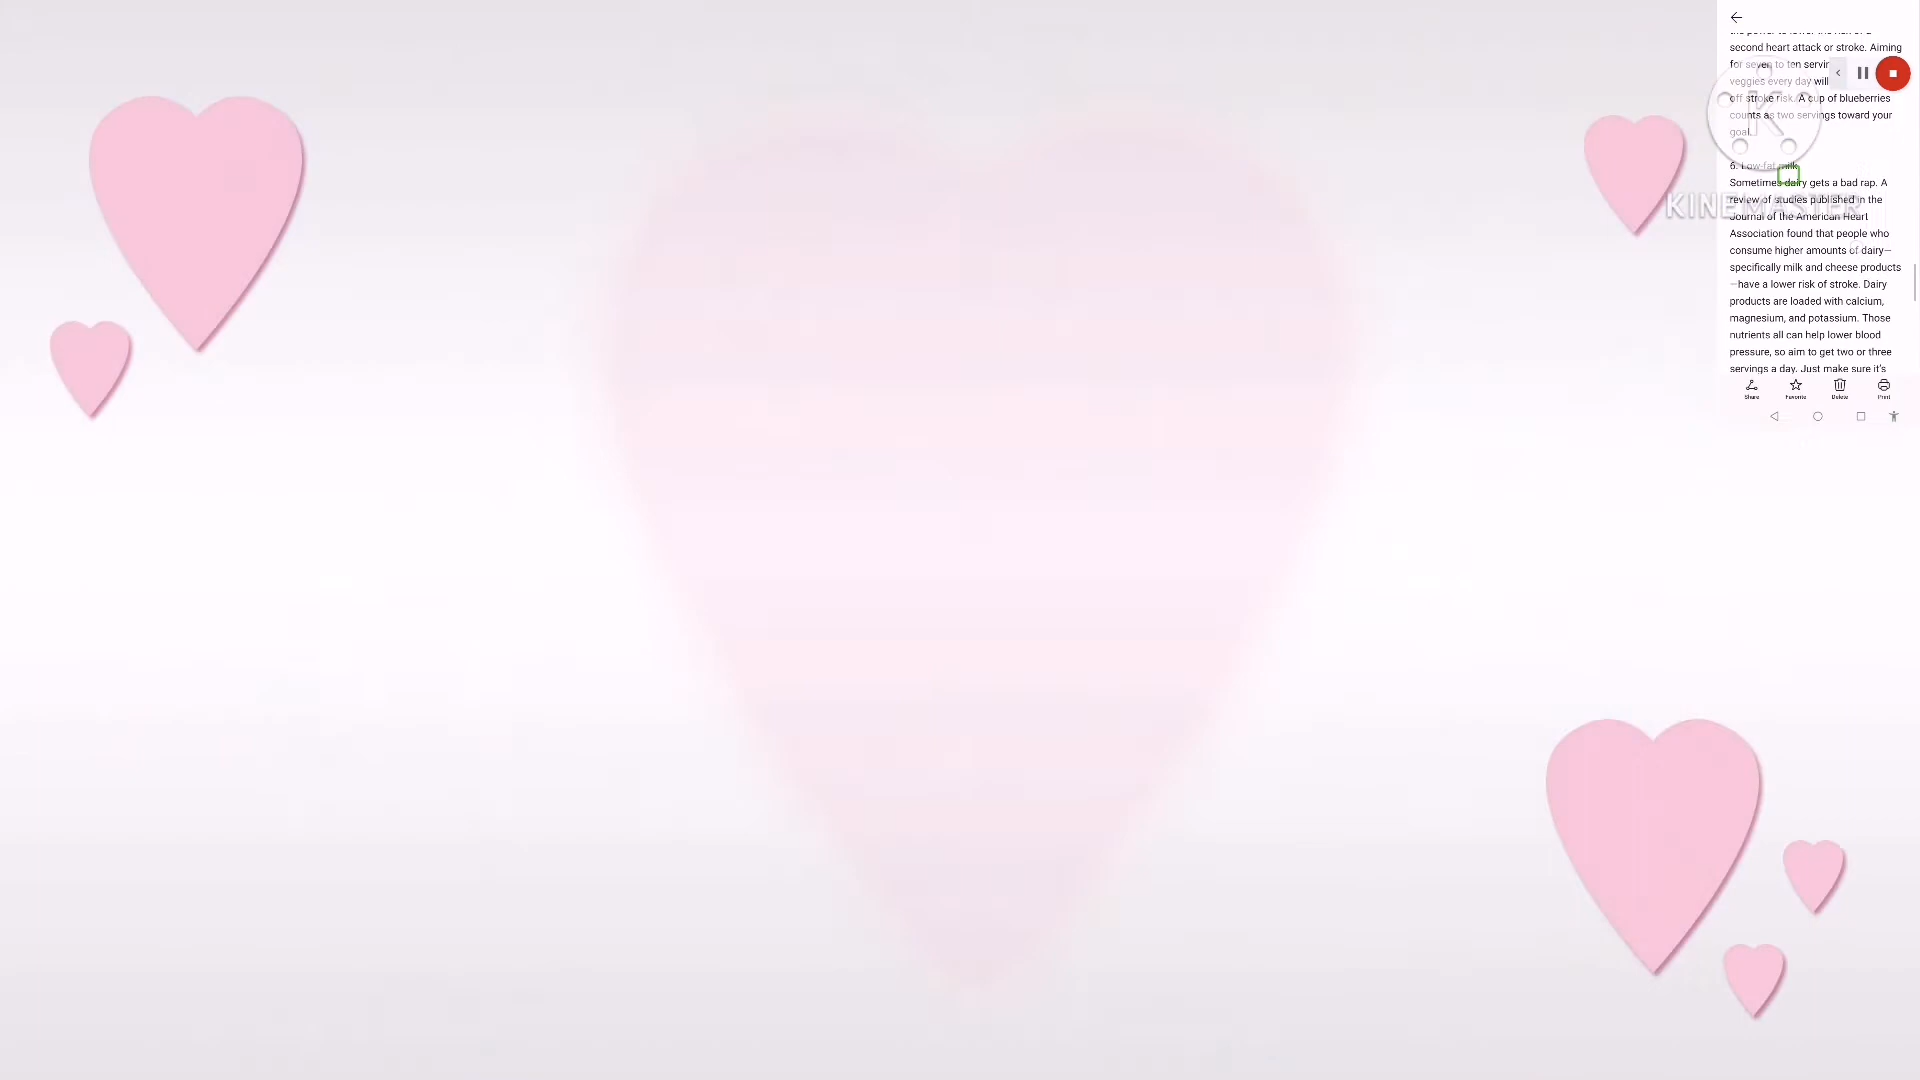 second heart attack or stroke. Aiming
for seven to ten servin
veggies every day will
off stroke risk. A cup of blueberries
counts as two servings toward your
goal.
6. Low-fat milk
Sometimes dairy gets a bad rap. A
review of studies published in the
Journal of the American Heart
Association found that people who
consume higher amounts of dairy—
specifically milk and cheese products
—have a lower risk of stroke. Dairy
products are loaded with calcium,
magnesium, and potassium. Those
nutrients all can help lower blood
pressure, so aim to get two or three
servings a day. Just make sure it's
Share Favorite Delete Print
K
KINEMASTER